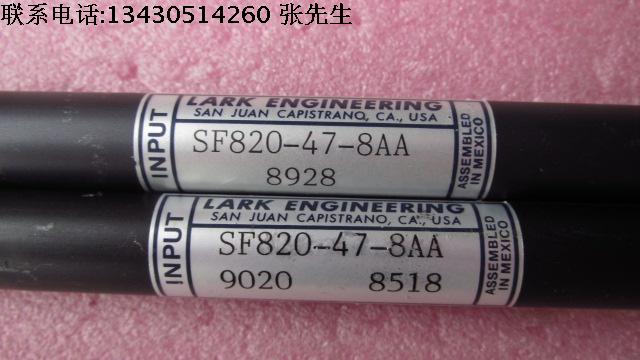 联系电话:13430514260 张先生
LARK ENGINEERING
SAN JUAN CAPISTRANO, CA., USA
INPUT
SF820-47-8AA
8928
ASSEMBLED
IN MEXICO
LARK ENGINEERING
SAN JUAN CAPISTRANO, CA., USA
INPUT
SF820-47-8AA
9020 8518
ASSEMBLED
IN MEXICO